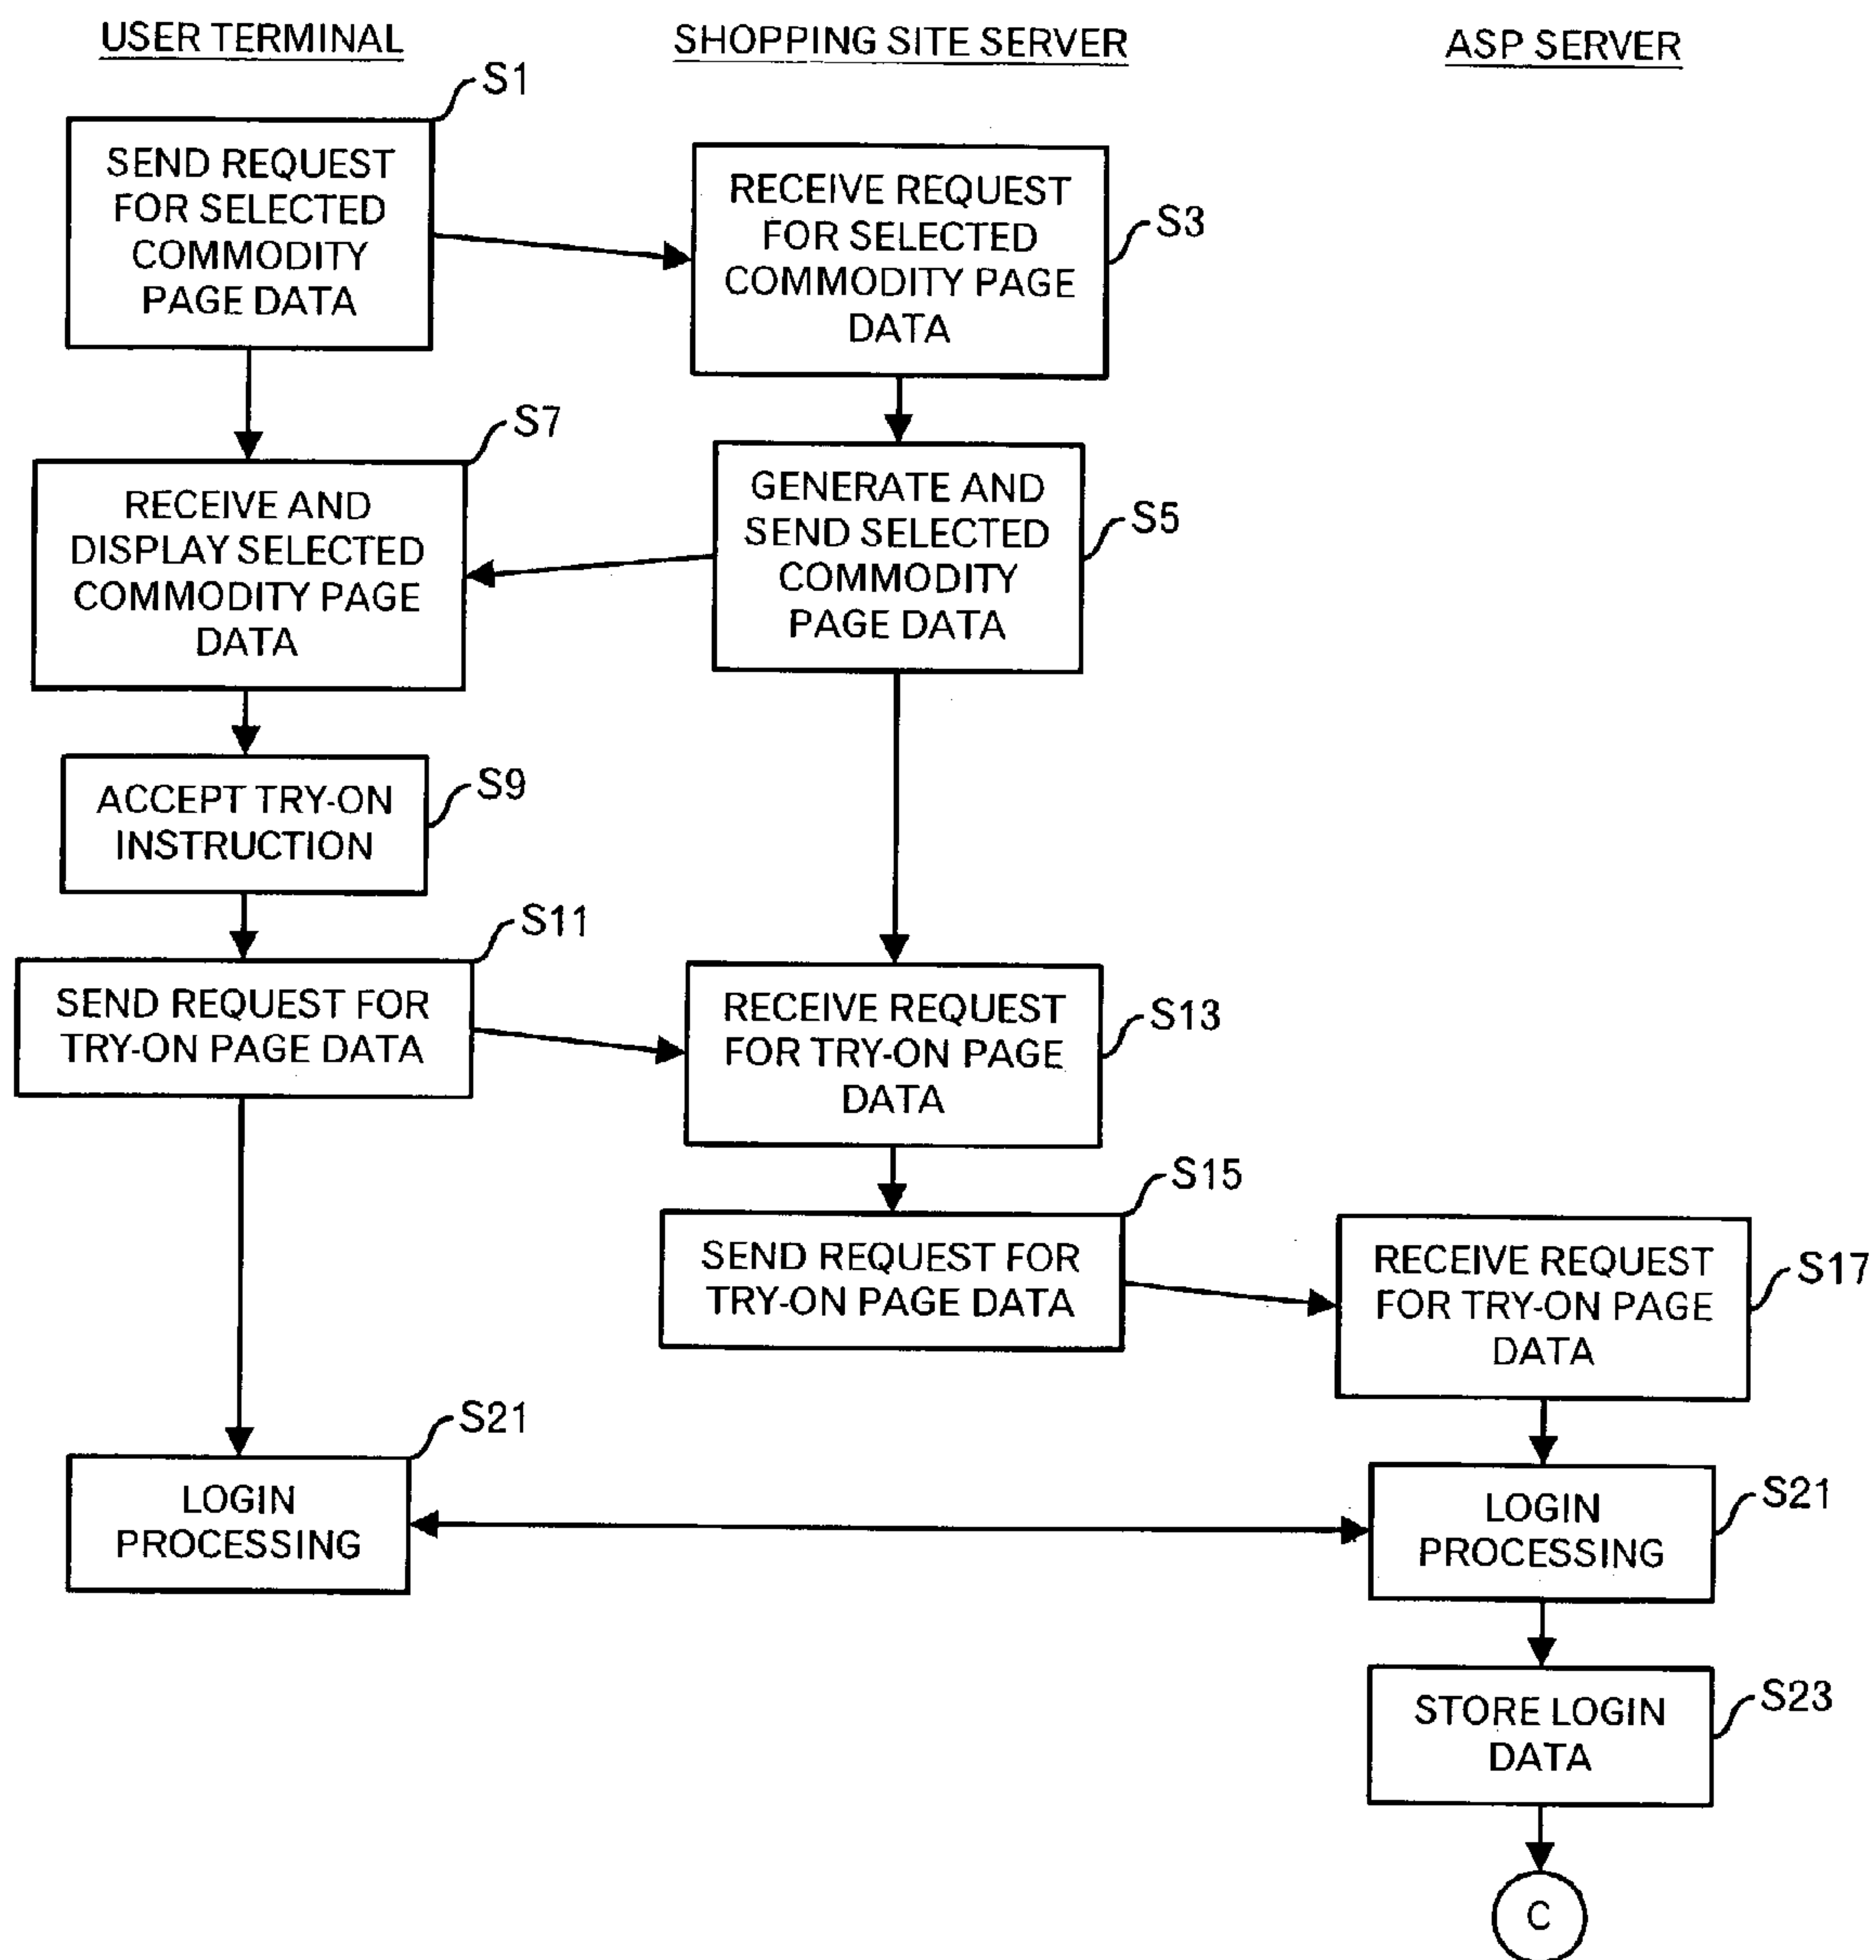 USER TERMINAL
SHOPPING SITE SERVER
ASP SERVER
S1
SEND REQUEST
FOR SELECTED
COMMODITY
PAGE DATA
RECEIVE REQUEST
FOR SELECTED
COMMODITY PAGE
DATA
S3
S7
RECEIVE AND
DISPLAY SELECTED
COMMODITY PAGE
DATA
GENERATE AND
SEND SELECTED
COMMODITY
PAGE DATA
S5
ACCEPT TRY-ON
INSTRUCTION
S9
S11
SEND REQUEST FOR
TRY-ON PAGE DATA
RECEIVE REQUEST
FOR TRY-ON PAGE
DATA
S13
S15
SEND REQUEST FOR
TRY-ON PAGE DATA
RECEIVE REQUEST
FOR TRY-ON PAGE
DATA
S17
S21
LOGIN
PROCESSING
LOGIN
PROCESSING
S21
STORE LOGIN
DATA
S23
C